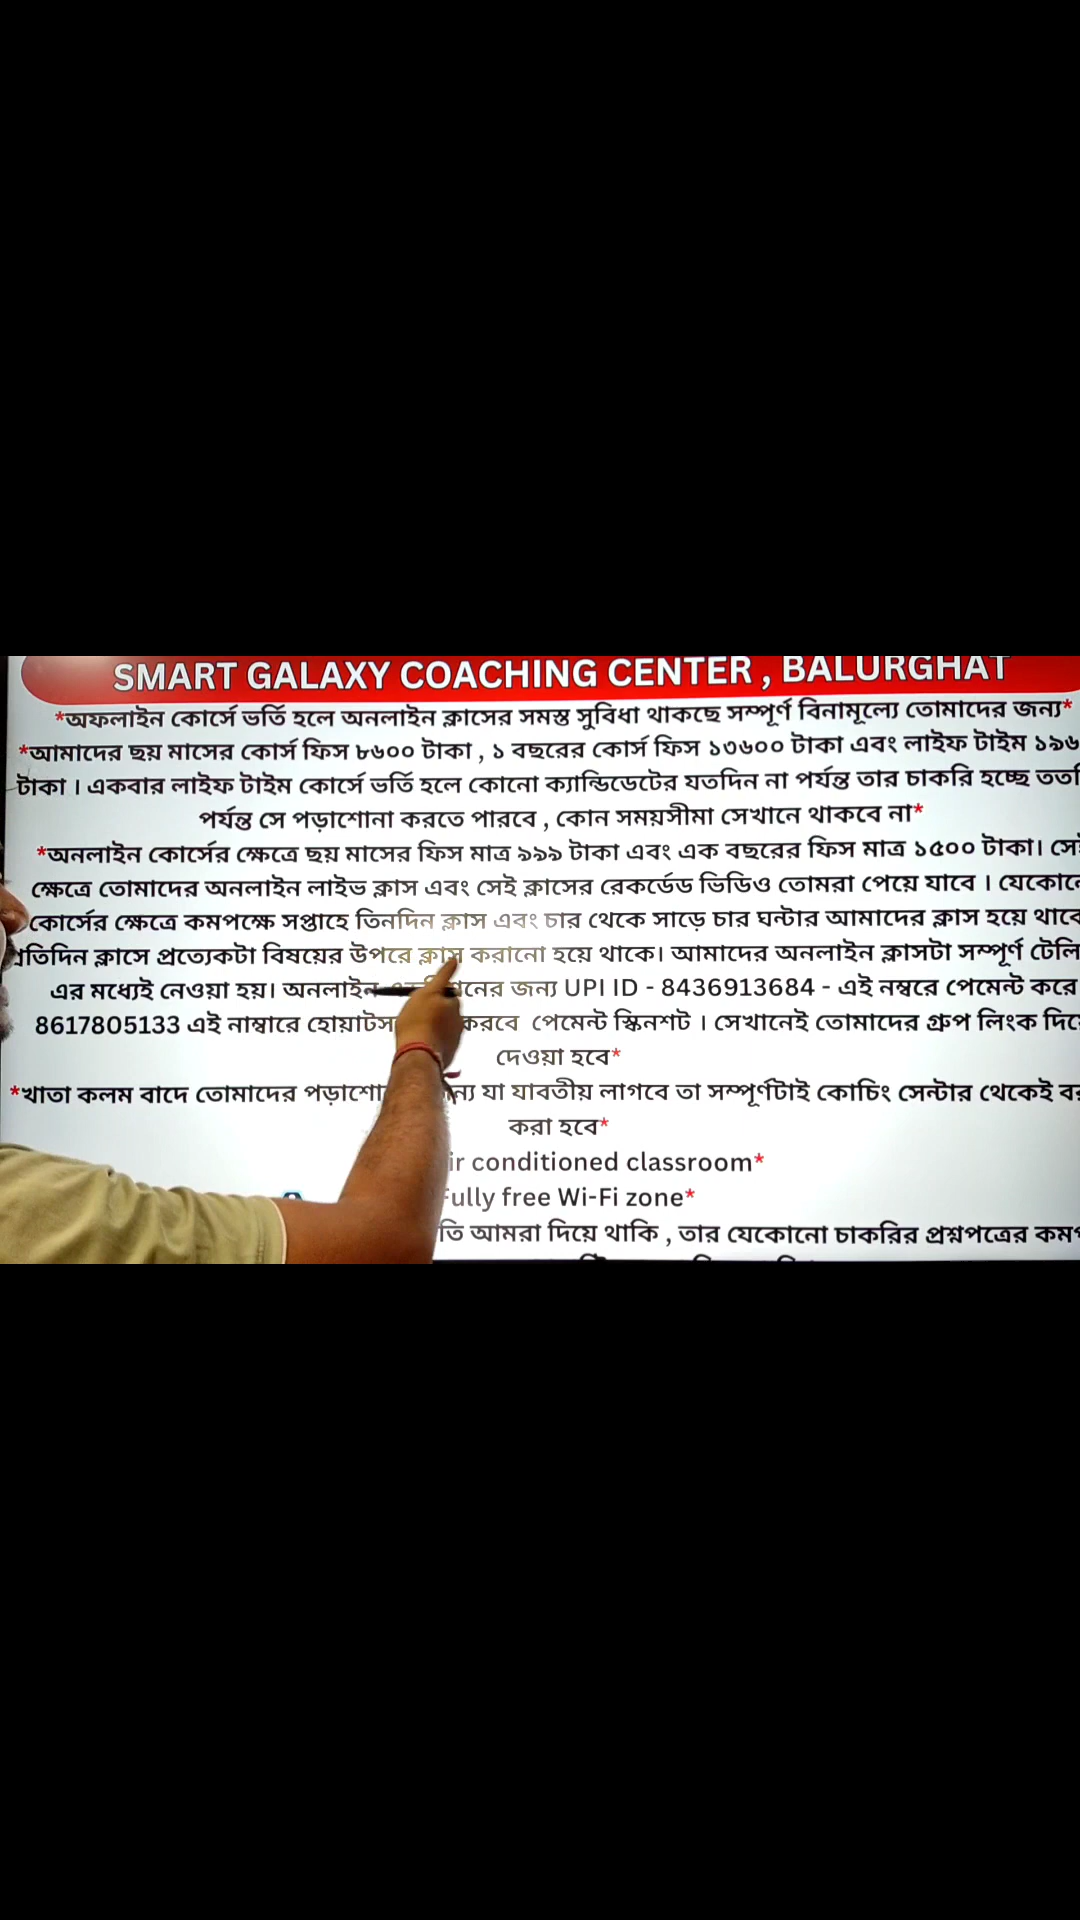 SMART GALAXY COACHING CENTER , BALURGHAT
*অফলাইন কোর্সে ভর্তি হলে অনলাইন ক্লাসের সমস্ত সুবিধা থাকছে সম্পূর্ণ বিনামূল্যে তোমাদের জন্য*
*আমাদের ছয় মাসের কোর্স ফিস ৮৬০০ টাকা , ১ বছরের কোর্স ফিস ১৩৬০০ টাকা এবং লাইফ টাইম ১৯৬
টাকা । একবার লাইফ টাইম কোর্সে ভর্তি হলে কোনো ক্যান্ডিডেটের যতদিন না পর্যন্ত তার চাকরি হচ্ছে
পর্যন্ত সে পড়াশোনা করতে পারবে , কোন সময়সীমা সেখানে থাকবে না*
*অনলাইন কোর্সের ক্ষেত্রে ছয় মাসের ফিস মাত্র ৯৯৯ টাকা এবং এক বছরের ফিস মাত্র ১৫০০ টাকা।
ক্ষেত্রে তোমাদের অনলাইন লাইভ ক্লাস এবং সেই ক্লাসের রেকর্ডেড ভিডিও তোমরা পেয়ে যাবে ।
কোর্সের ক্ষেত্রে কমপক্ষে সপ্তাহে তিনদিন ক্লাস এবং চার থেকে সাড়ে চার ঘন্টার আমাদের ক্লাস হয়ে থাকে
প্রতিদিন ক্লাসে প্রত্যেকটা বিষয়ের উপরে ক্লাস করানো হয়ে থাকে। আমাদের অনলাইন ক্লাসটা সম্পূর্ণ
এর মধ্যেই নেওয়া হয়। অনলাইন জন্য UPI ID - 8436913684 - এই নম্বরে পেমেন্ট করে
8617805133 এই নাম্বারে করবে পেমেন্ট স্কিনশট । সেখানেই তোমাদের গ্রুপ লিংক
দেওয়া হবে*
*খাতা কলম বাদে তোমাদের যা যাবতীয় লাগবে তা সম্পূর্ণটাই কোচিং সেন্টার থেকেই
করা হবে*
conditioned classroom*
free Wi-Fi zone*
আমরা দিয়ে থাকি , তার যেকোনো চাকরির প্রশ্নপত্রের